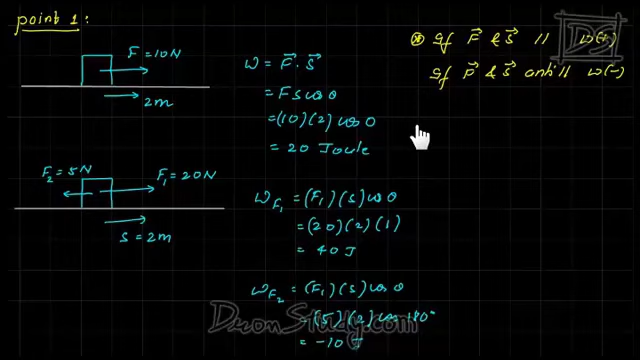 point 1:
F = 10N
2m
W = F⃗ . S⃗
= F s cos θ
= (10)(2) cos 0
= 20 Joule
* If F⃗ & S⃗ // W(+)
If F⃗ & S⃗ anti// W(-)
DS
F₂ = 5N
F₁ = 20N
S = 2m
W_F₁ = (F₁)(s) cos θ
= (20)(2)(1)
= 40 J
W_F₂ = (F₁)(s) cos θ
= (5)(2) cos 180°
= -10 J
DronStudy.com